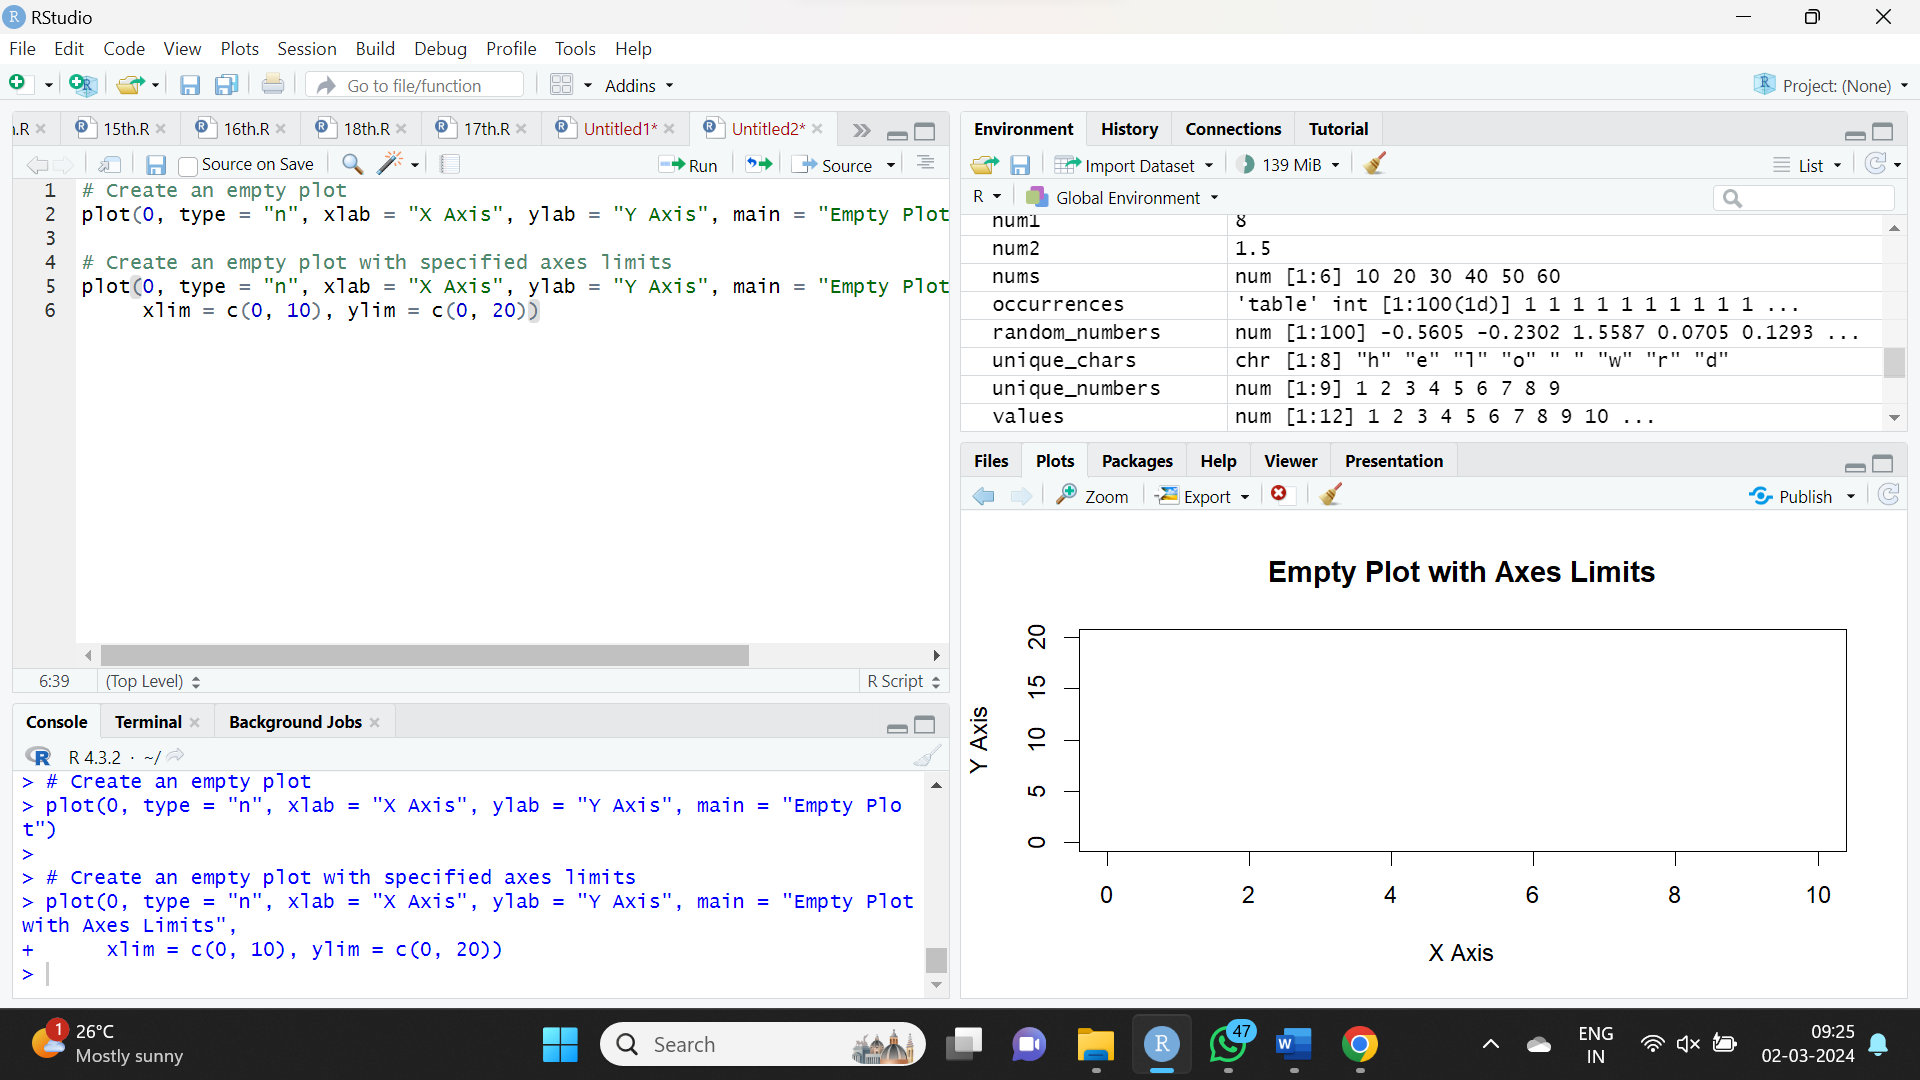 RStudio
File Edit Code View Plots Session Build Debug Profile Tools Help
Go to file/function Addins Project: (None)
.R 15th.R 16th.R 18th.R 17th.R Untitled1* Untitled2*
Source on Save Run Source
1 # Create an empty plot
2 plot(0, type = "n", xlab = "X Axis", ylab = "Y Axis", main = "Empty Plot
3
4 # Create an empty plot with specified axes limits
5 plot(0, type = "n", xlab = "X Axis", ylab = "Y Axis", main = "Empty Plot
6 xlim = c(0, 10), ylim = c(0, 20))
6:39 (Top Level) R Script
Console Terminal Background Jobs
R 4.3.2 · ~/
> # Create an empty plot
> plot(0, type = "n", xlab = "X Axis", ylab = "Y Axis", main = "Empty Plo
t")
>
> # Create an empty plot with specified axes limits
> plot(0, type = "n", xlab = "X Axis", ylab = "Y Axis", main = "Empty Plot
with Axes Limits",
+ xlim = c(0, 10), ylim = c(0, 20))
>
Environment History Connections Tutorial
Import Dataset 139 MiB List
R Global Environment
num1 8
num2 1.5
nums num [1:6] 10 20 30 40 50 60
occurrences 'table' int [1:100(1d)] 1 1 1 1 1 1 1 1 1 1 ...
random_numbers num [1:100] -0.5605 -0.2302 1.5587 0.0705 0.1293 ...
unique_chars chr [1:8] "h" "e" "l" "o" " " "w" "r" "d"
unique_numbers num [1:9] 1 2 3 4 5 6 7 8 9
values num [1:12] 1 2 3 4 5 6 7 8 9 10 ...
Files Plots Packages Help Viewer Presentation
Zoom Export Publish
Empty Plot with Axes Limits
20
15
10
5
0
Y Axis
0 2 4 6 8 10
X Axis
1 26°C
Mostly sunny
Search
47
ENG
IN
09:25
02-03-2024